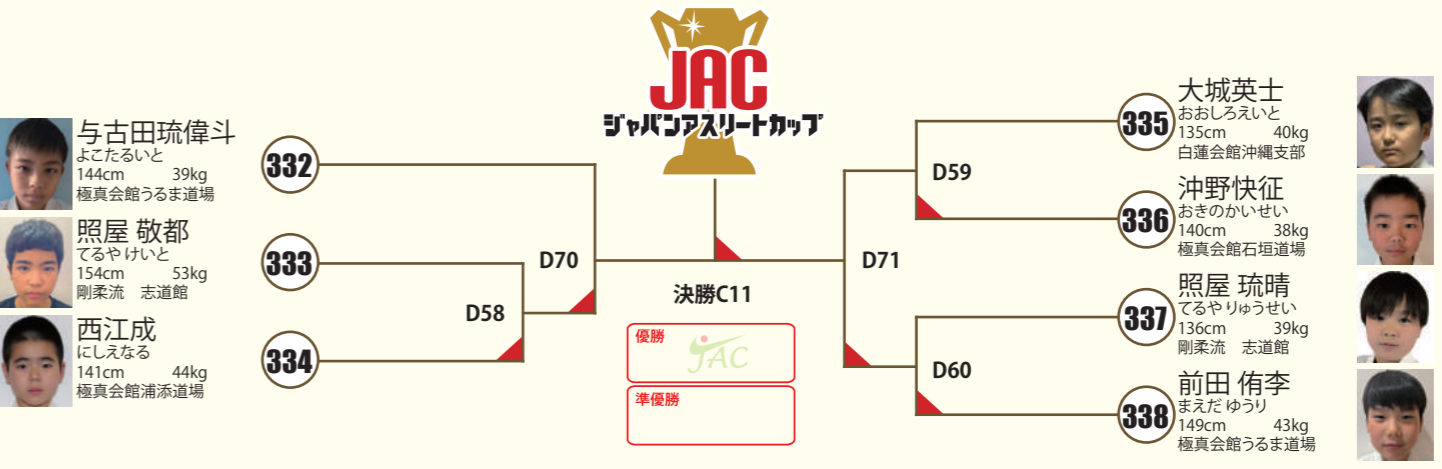 JAC
ジャパンアスリートカップ
与古田琉偉斗
よこたるいと
144cm 39kg
極真会館うるま道場
332
照屋 敬都
てるや けいと
154cm 53kg
剛柔流 志道館
333
西江成
にしえなる
141cm 44kg
極真会館浦添道場
334
D58
D70
決勝C11
優勝
JAC
準優勝
D71
D59
D60
335
大城英士
おおしろえいと
135cm 40kg
白蓮会館沖縄支部
336
沖野快征
おきのかいせい
140cm 38kg
極真会館石垣道場
337
照屋 琉晴
てるや りゅうせい
136cm 39kg
剛柔流 志道館
338
前田 侑李
まえだ ゆうり
149cm 43kg
極真会館うるま道場